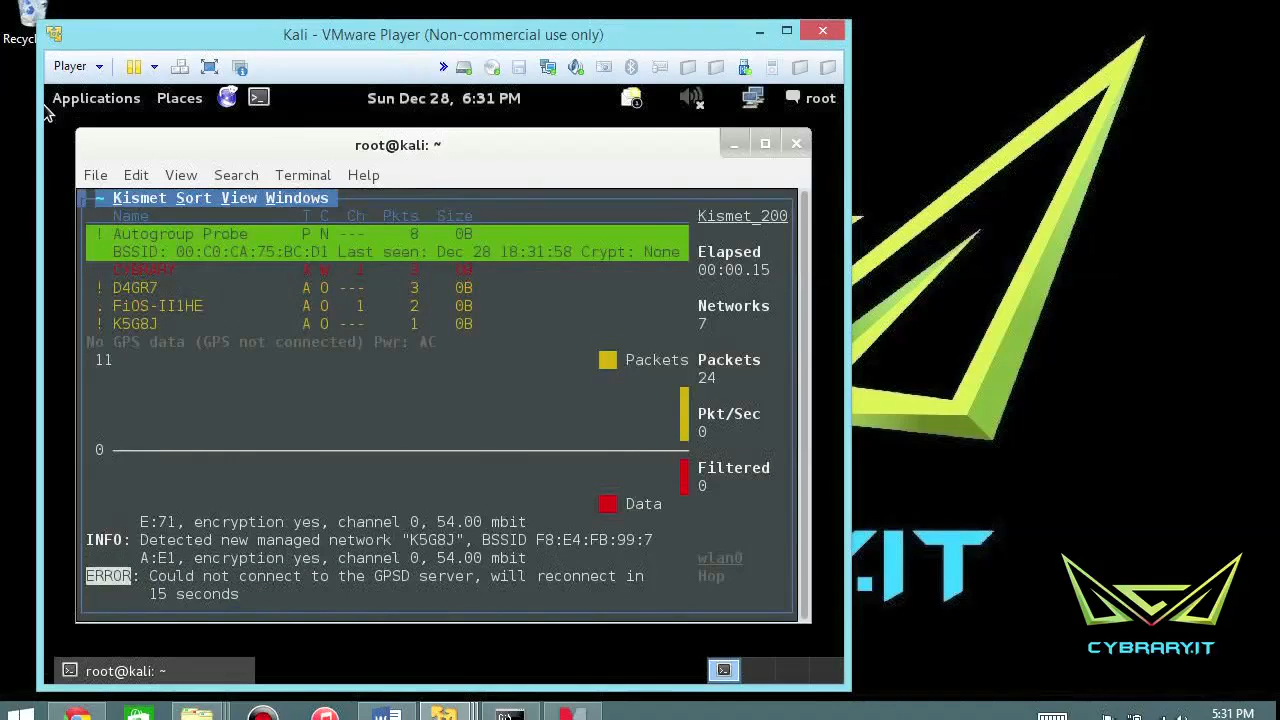 Recycl
Kali - VMware Player (Non-commercial use only)
Player
Applications Places Sun Dec 28, 6:31 PM root
root@kali: ~
File Edit View Search Terminal Help
~ Kismet Sort View Windows
Name T C Ch Pkts Size Kismet_200
! Autogroup Probe P N --- 8 0B
BSSID: 00:C0:CA:75:BC:D1 Last seen: Dec 28 18:31:58 Crypt: None
Elapsed
00:00.15
CYBRARY A W 1 3 0B
! D4GR7 A O --- 3 0B
. FiOS-II1HE A O 1 2 0B
! K5G8J A O --- 1 0B
Networks
7
No GPS data (GPS not connected) Pwr: AC
11
Packets
Packets
24
Pkt/Sec
0
0
Filtered
0
Data
E:71, encryption yes, channel 0, 54.00 mbit
INFO: Detected new managed network "K5G8J", BSSID F8:E4:FB:99:7
A:E1, encryption yes, channel 0, 54.00 mbit
ERROR: Could not connect to the GPSD server, will reconnect in
15 seconds
wlan0
Hop
root@kali: ~
.IT
CYBRARY.IT
5:31 PM